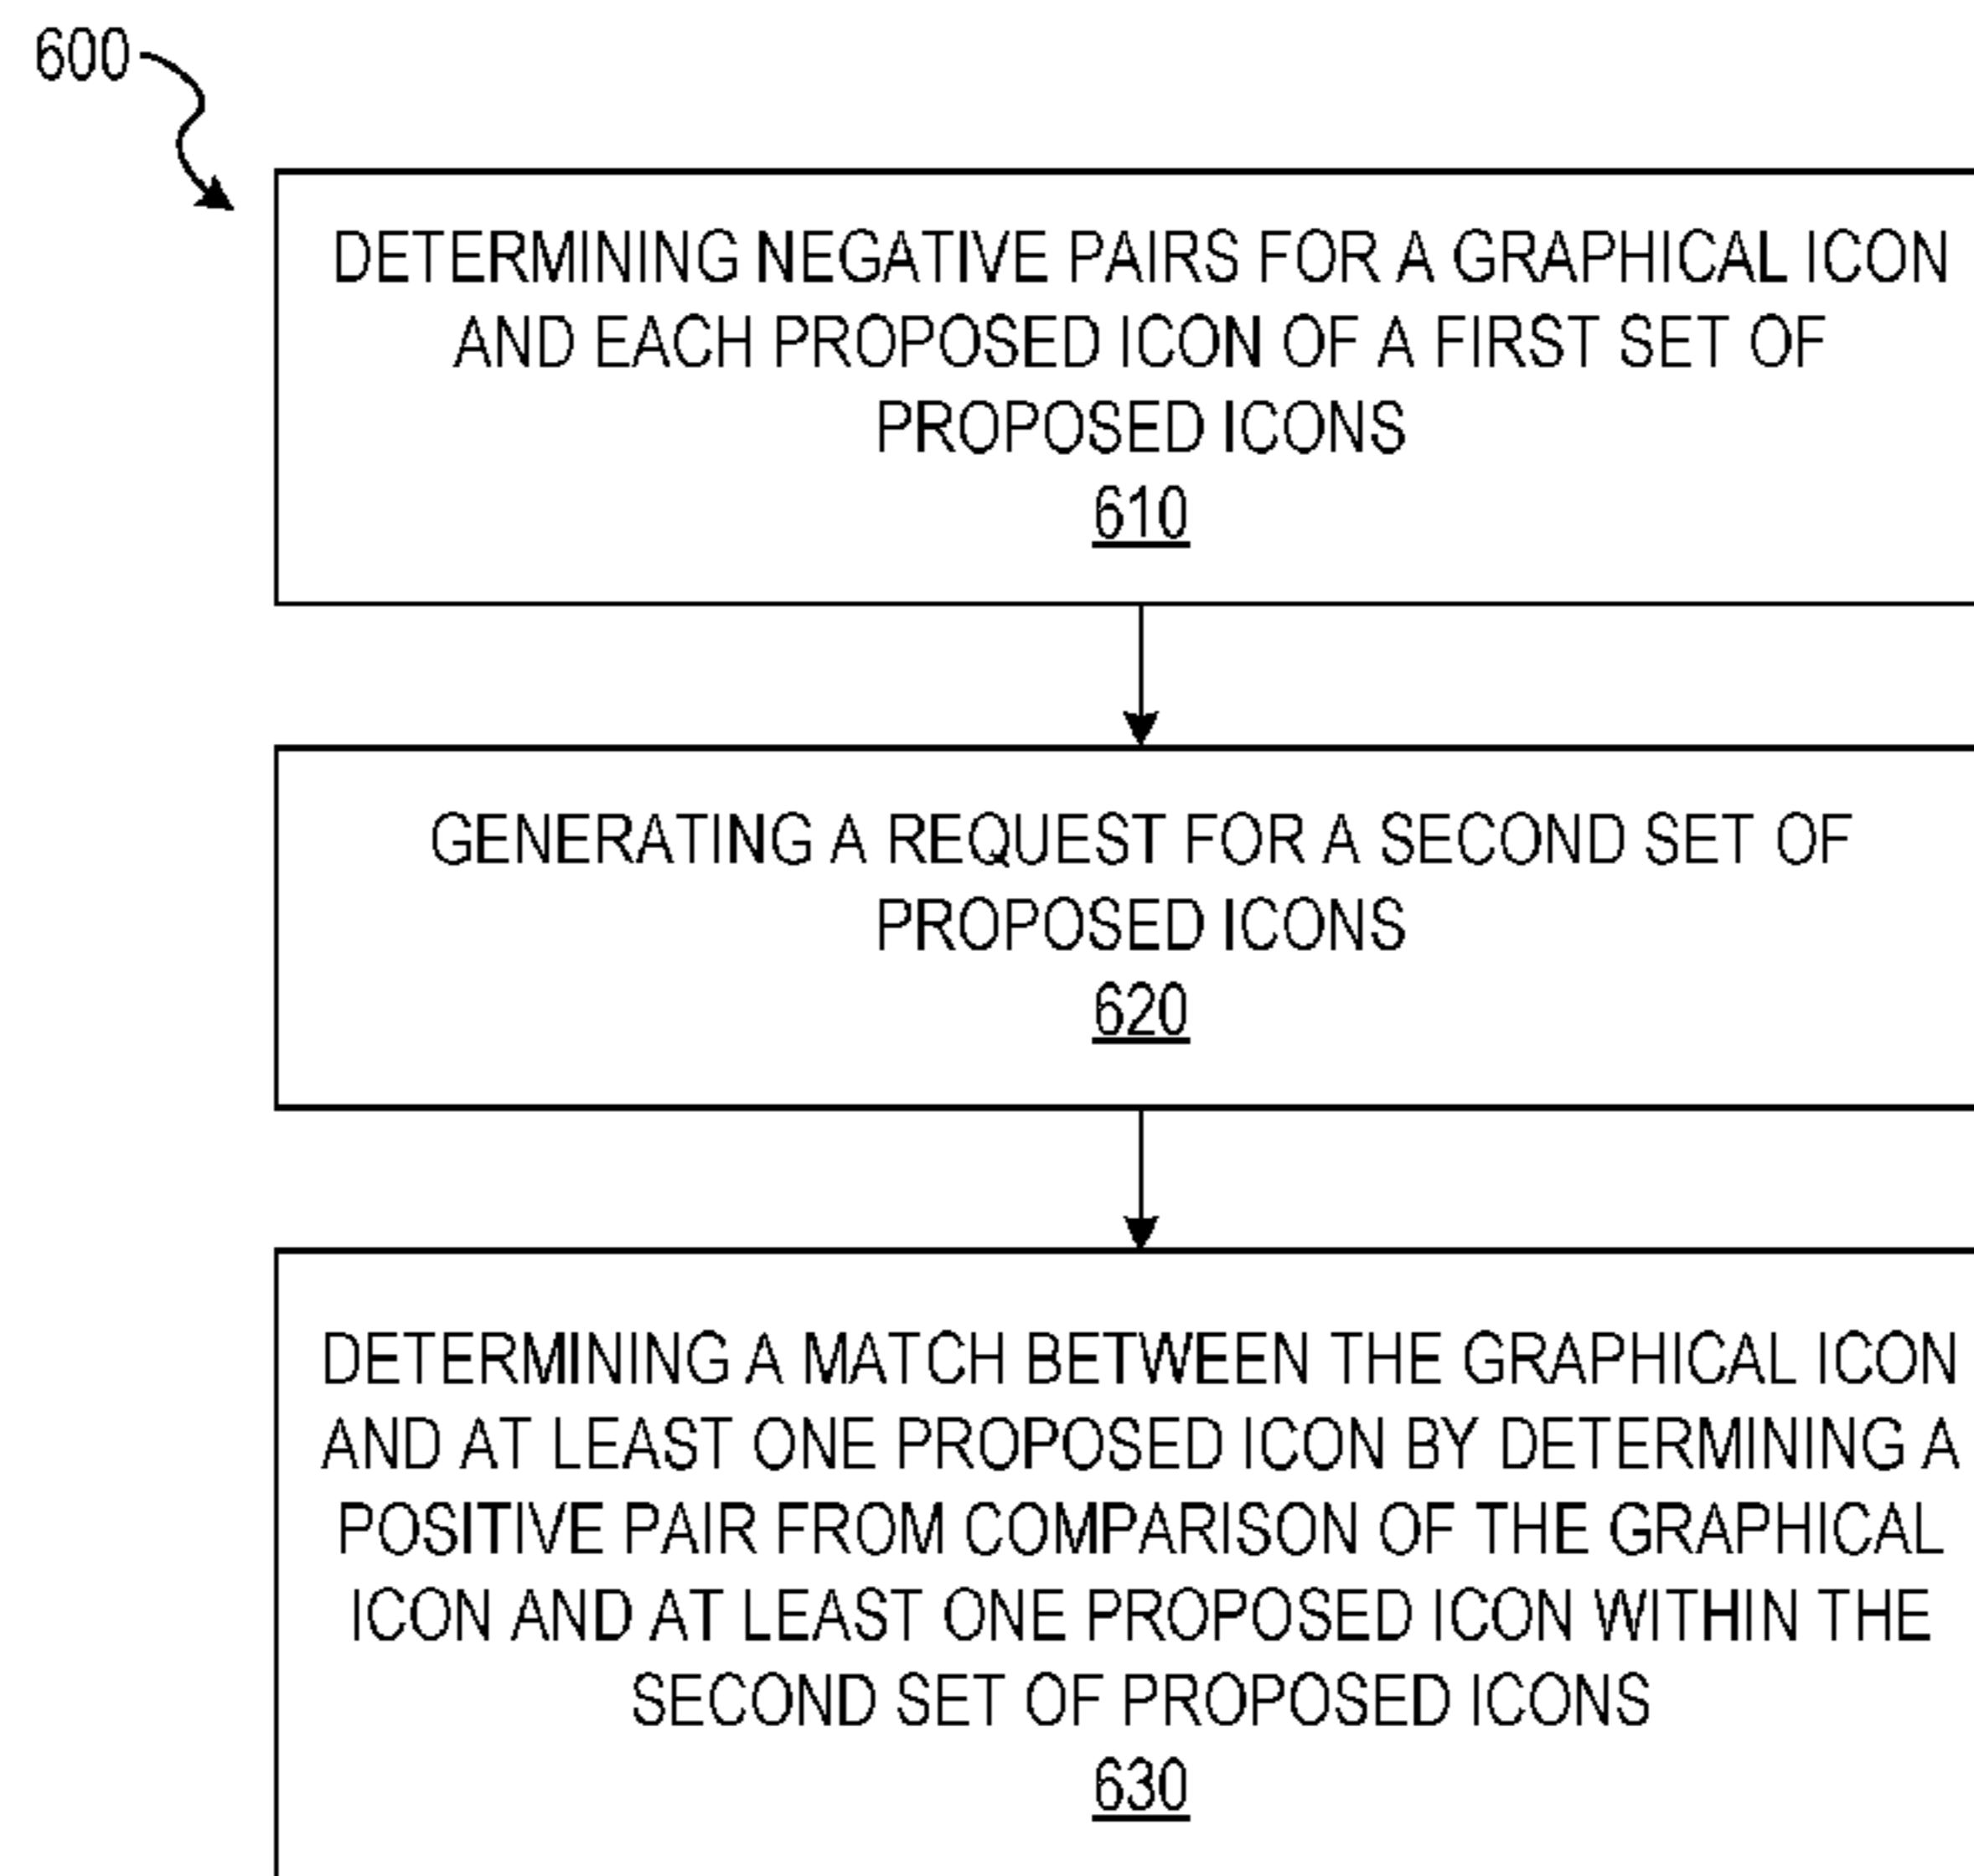 600
DETERMINING NEGATIVE PAIRS FOR A GRAPHICAL ICON
AND EACH PROPOSED ICON OF A FIRST SET OF
PROPOSED ICONS
610
GENERATING A REQUEST FOR A SECOND SET OF
PROPOSED ICONS
620
DETERMINING A MATCH BETWEEN THE GRAPHICAL ICON
AND AT LEAST ONE PROPOSED ICON BY DETERMINING A
POSITIVE PAIR FROM COMPARISON OF THE GRAPHICAL
ICON AND AT LEAST ONE PROPOSED ICON WITHIN THE
SECOND SET OF PROPOSED ICONS
630